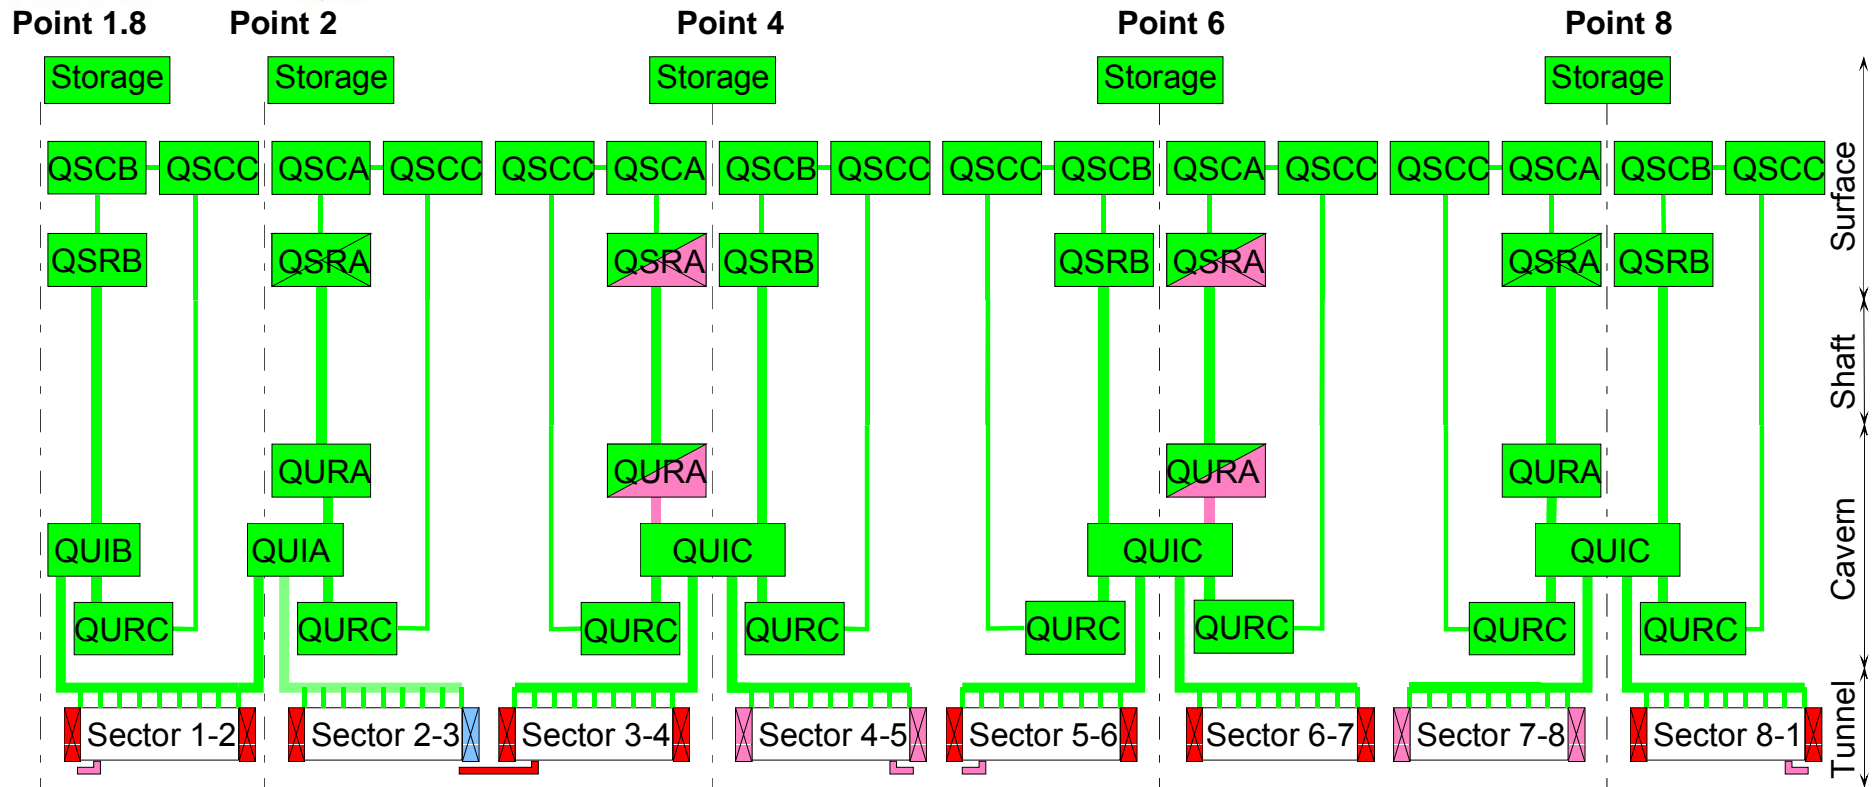 Point 1.8 Point 2 Point 4 Point 6 Point 8
Storage Storage Storage Storage Storage
QSCB QSCC QSCA QSCC QSCC QSCA QSCB QSCC QSCC QSCB QSCA QSCC QSCC QSCA QSCB QSCC
QSRB QSRA QSRA QSRB QSRB QSRA QSRA QSRB
Surface
Shaft
QURA QURA QURA QURA
QUIB QUIA QUIC QUIC QUIC
Cavern
QURC QURC QURC QURC QURC QURC QURC QURC
Sector 1-2 Sector 2-3 Sector 3-4 Sector 4-5 Sector 5-6 Sector 6-7 Sector 7-8 Sector 8-1
Tunnel